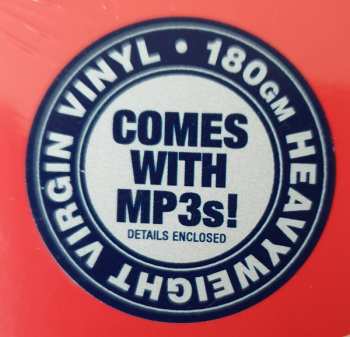 180GM HEAVYWEIGHT VIRGIN VINYL •
COMES
WITH
MP3s!
DETAILS ENCLOSED